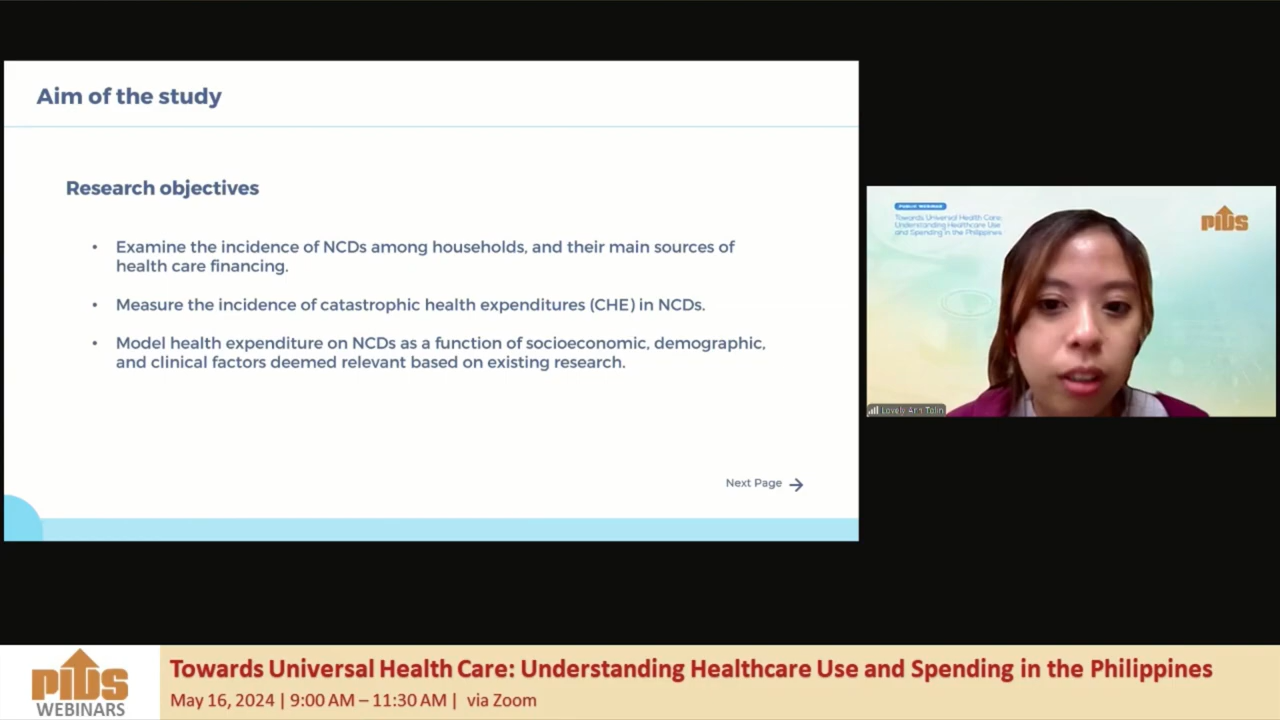 Aim of the study
Research objectives
• Examine the incidence of NCDs among households, and their main sources of
health care financing.
• Measure the incidence of catastrophic health expenditures (CHE) in NCDs.
• Model health expenditure on NCDs as a function of socioeconomic, demographic,
and clinical factors deemed relevant based on existing research.
Next Page
PUBLIC WEBINAR
Towards Universal Health Care:
Understanding Healthcare Use
and Spending in the Philippines
PIDS
Lovely Ann Tolin
PIDS
WEBINARS
Towards Universal Health Care: Understanding Healthcare Use and Spending in the Philippines
May 16, 2024 | 9:00 AM – 11:30 AM | via Zoom